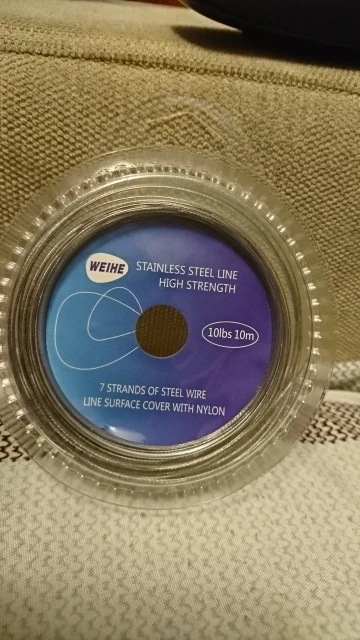 WEIHE
STAINLESS STEEL LINE
HIGH STRENGTH
10lbs 10m
7 STRANDS OF STEEL WIRE
LINE SURFACE COVER WITH NYLON